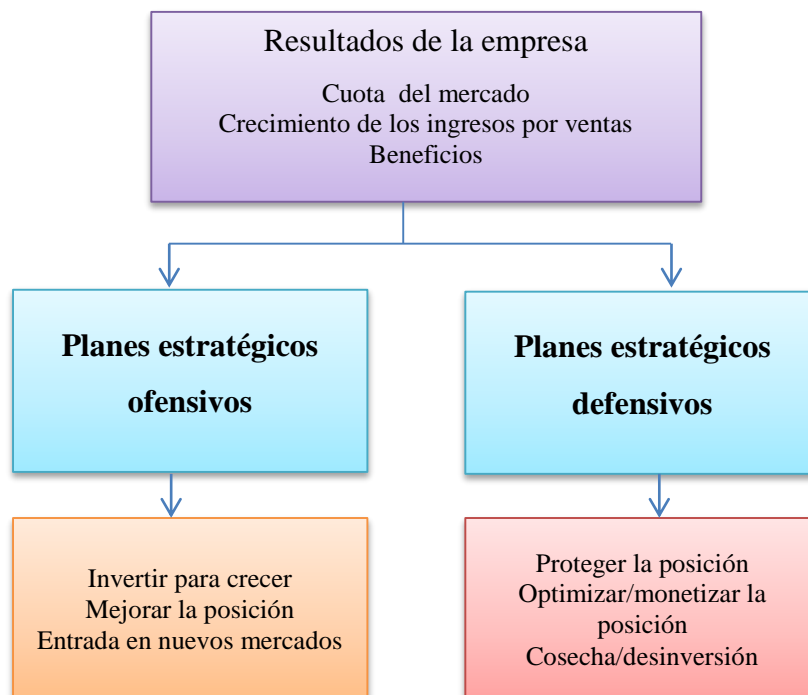 Resultados de la empresa
Cuota del mercado
Crecimiento de los ingresos por ventas
Beneficios
Planes estratégicos
ofensivos
Planes estratégicos
defensivos
Invertir para crecer
Mejorar la posición
Entrada en nuevos mercados
Proteger la posición
Optimizar/monetizar la
posición
Cosecha/desinversión